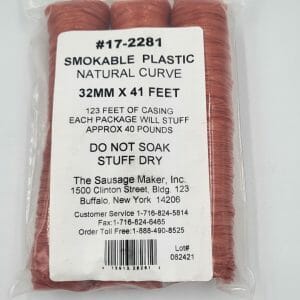 #17-2281
SMOKABLE PLASTIC
NATURAL CURVE
32MM X 41 FEET
123 FEET OF CASING
EACH PACKAGE WILL STUFF
APPROX 40 POUNDS
DO NOT SOAK
STUFF DRY
The Sausage Maker, Inc.
1500 Clinton Street, Bldg. 123
Buffalo, New York 14206
Customer Service 1-716-824-5814
Fax:1-716-824-6465
Order Toll Free:1-888-490-8525
Lot#
062421